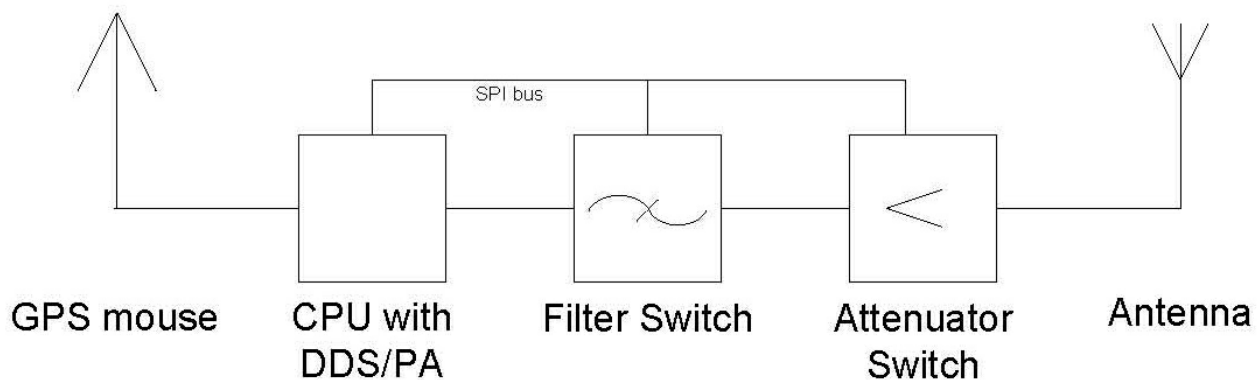 SPI bus
GPS mouse
CPU with
DDS/PA
Filter Switch
Attenuator
Switch
Antenna